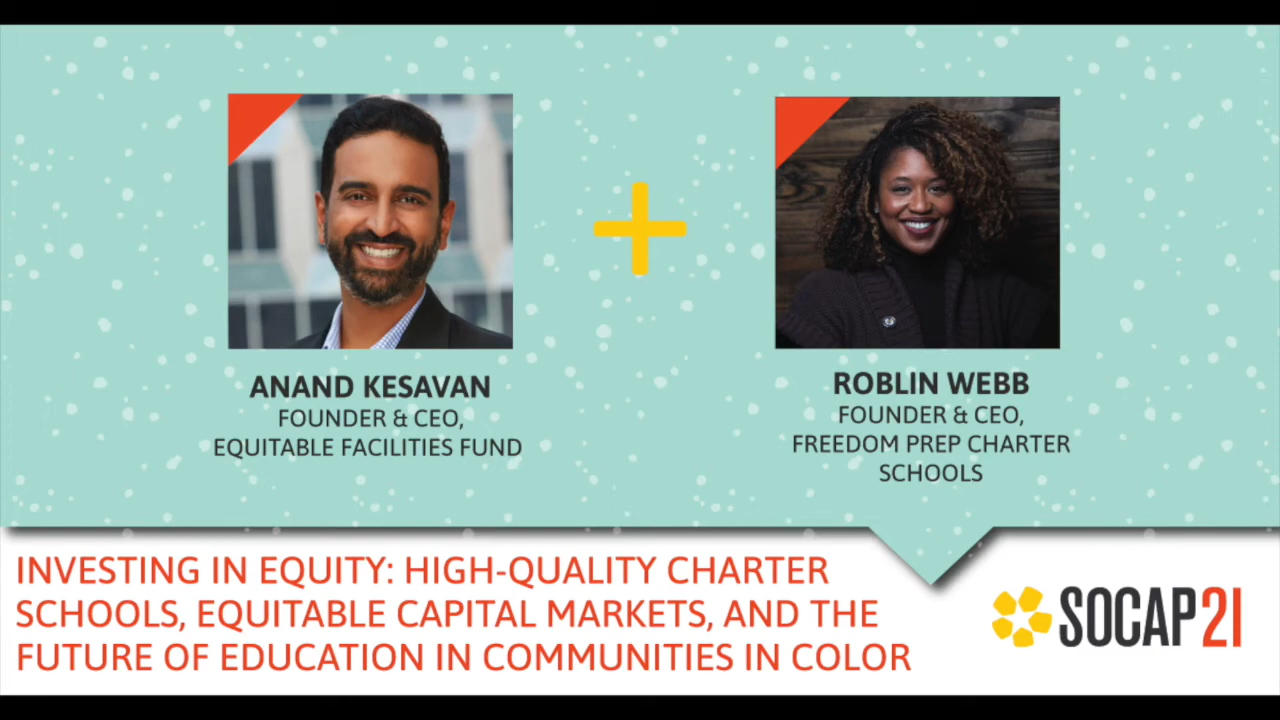 ANAND KESAVAN
FOUNDER & CEO,
EQUITABLE FACILITIES FUND
ROBLIN WEBB
FOUNDER & CEO,
FREEDOM PREP CHARTER
SCHOOLS
INVESTING IN EQUITY: HIGH-QUALITY CHARTER
SCHOOLS, EQUITABLE CAPITAL MARKETS, AND THE
FUTURE OF EDUCATION IN COMMUNITIES IN COLOR
SOCAP21